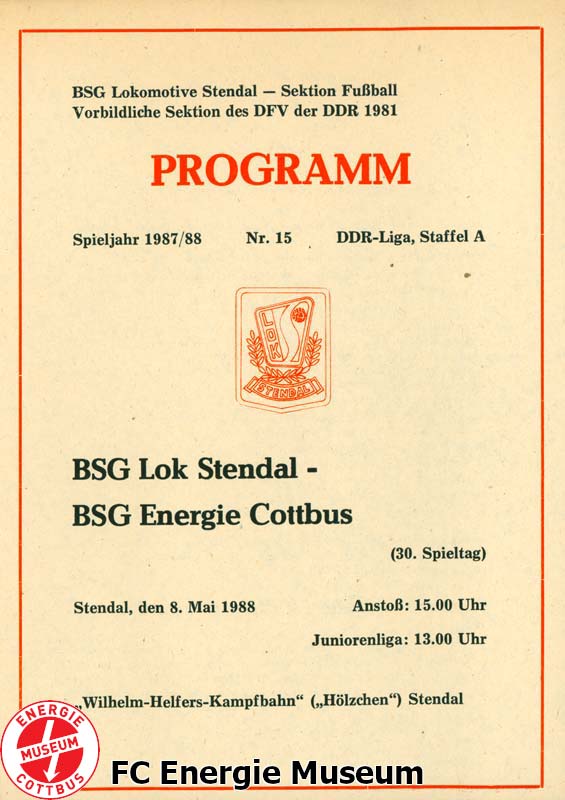 BSG Lokomotive Stendal — Sektion Fußball
Vorbildliche Sektion des DFV der DDR 1981
PROGRAMM
Spieljahr 1987/88 Nr. 15 DDR-Liga, Staffel A
LOK
STENDAL
BSG Lok Stendal -
BSG Energie Cottbus
(30. Spieltag)
Stendal, den 8. Mai 1988 Anstoß: 15.00 Uhr
Juniorenliga: 13.00 Uhr
„Wilhelm-Helfers-Kampfbahn“ („Hölzchen“) Stendal
ENERGIE
MUSEUM
COTTBUS
FC Energie Museum